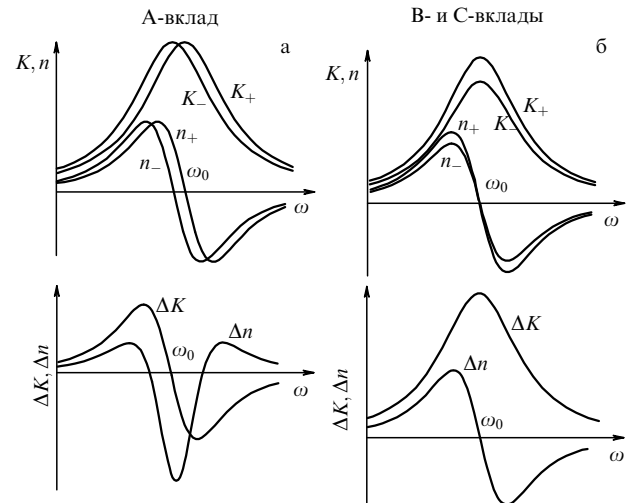 А-вклад
а
K, n
K₋
K₊
n₊
n₋
ω₀
ω
ΔK
Δn
ω₀
ω
ΔK, Δn
В- и С-вклады
б
K, n
K₊
K₋
n₊
n₋
ω₀
ω
ΔK
Δn
ω₀
ω
ΔK, Δn